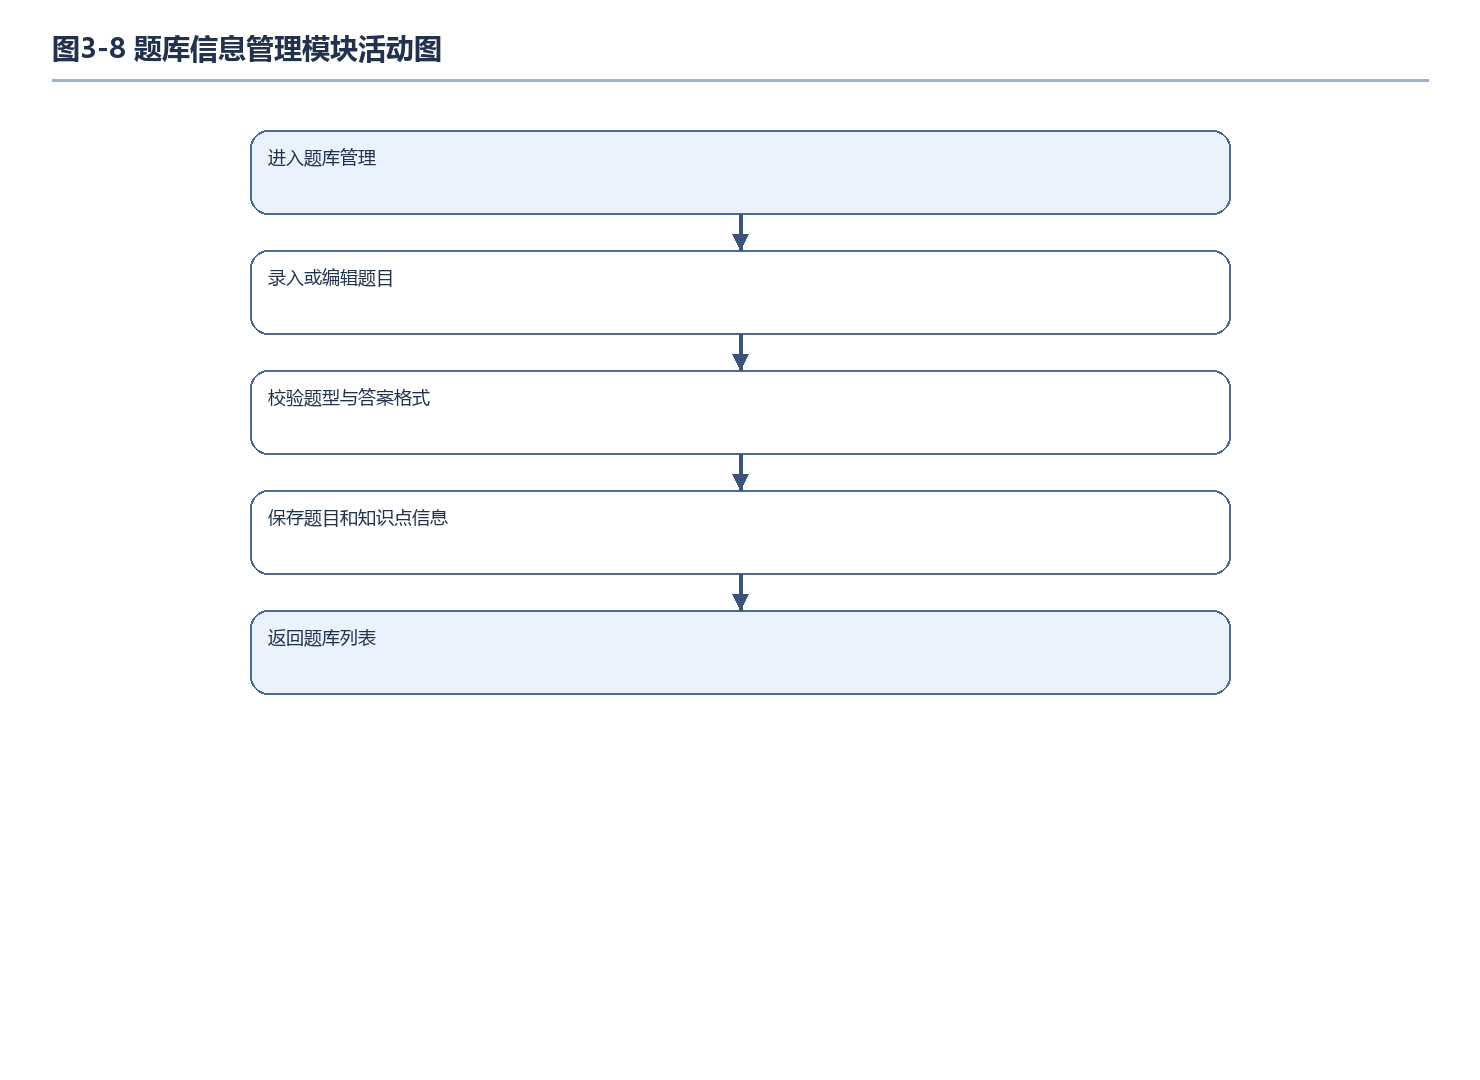 图3-8 题库信息管理模块活动图
进入题库管理
录入或编辑题目
校验题型与答案格式
保存题目和知识点信息
返回题库列表